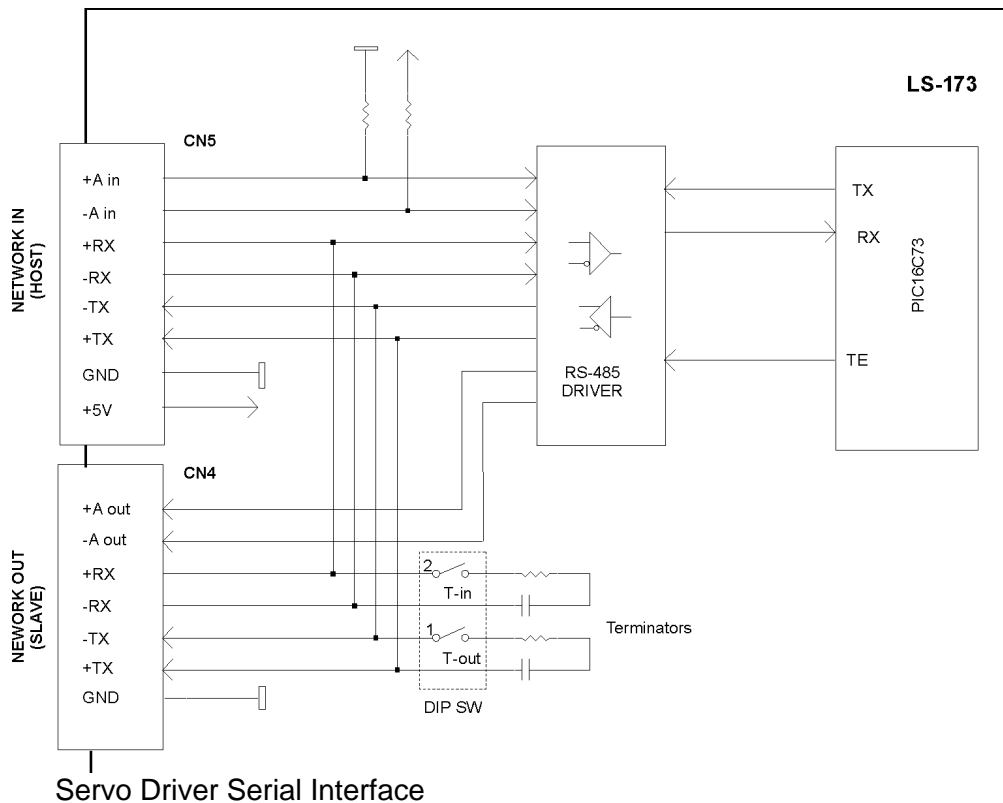 LS-173
CN5
NETWORK IN
(HOST)
+A in
-A in
+RX
-RX
-TX
+TX
GND
+5V
RS-485
DRIVER
TX
RX
TE
PIC16C73
CN4
NEWORK OUT
(SLAVE)
+A out
-A out
+RX
-RX
-TX
+TX
GND
2
T-in
1
T-out
DIP SW
Terminators
Servo Driver Serial Interface